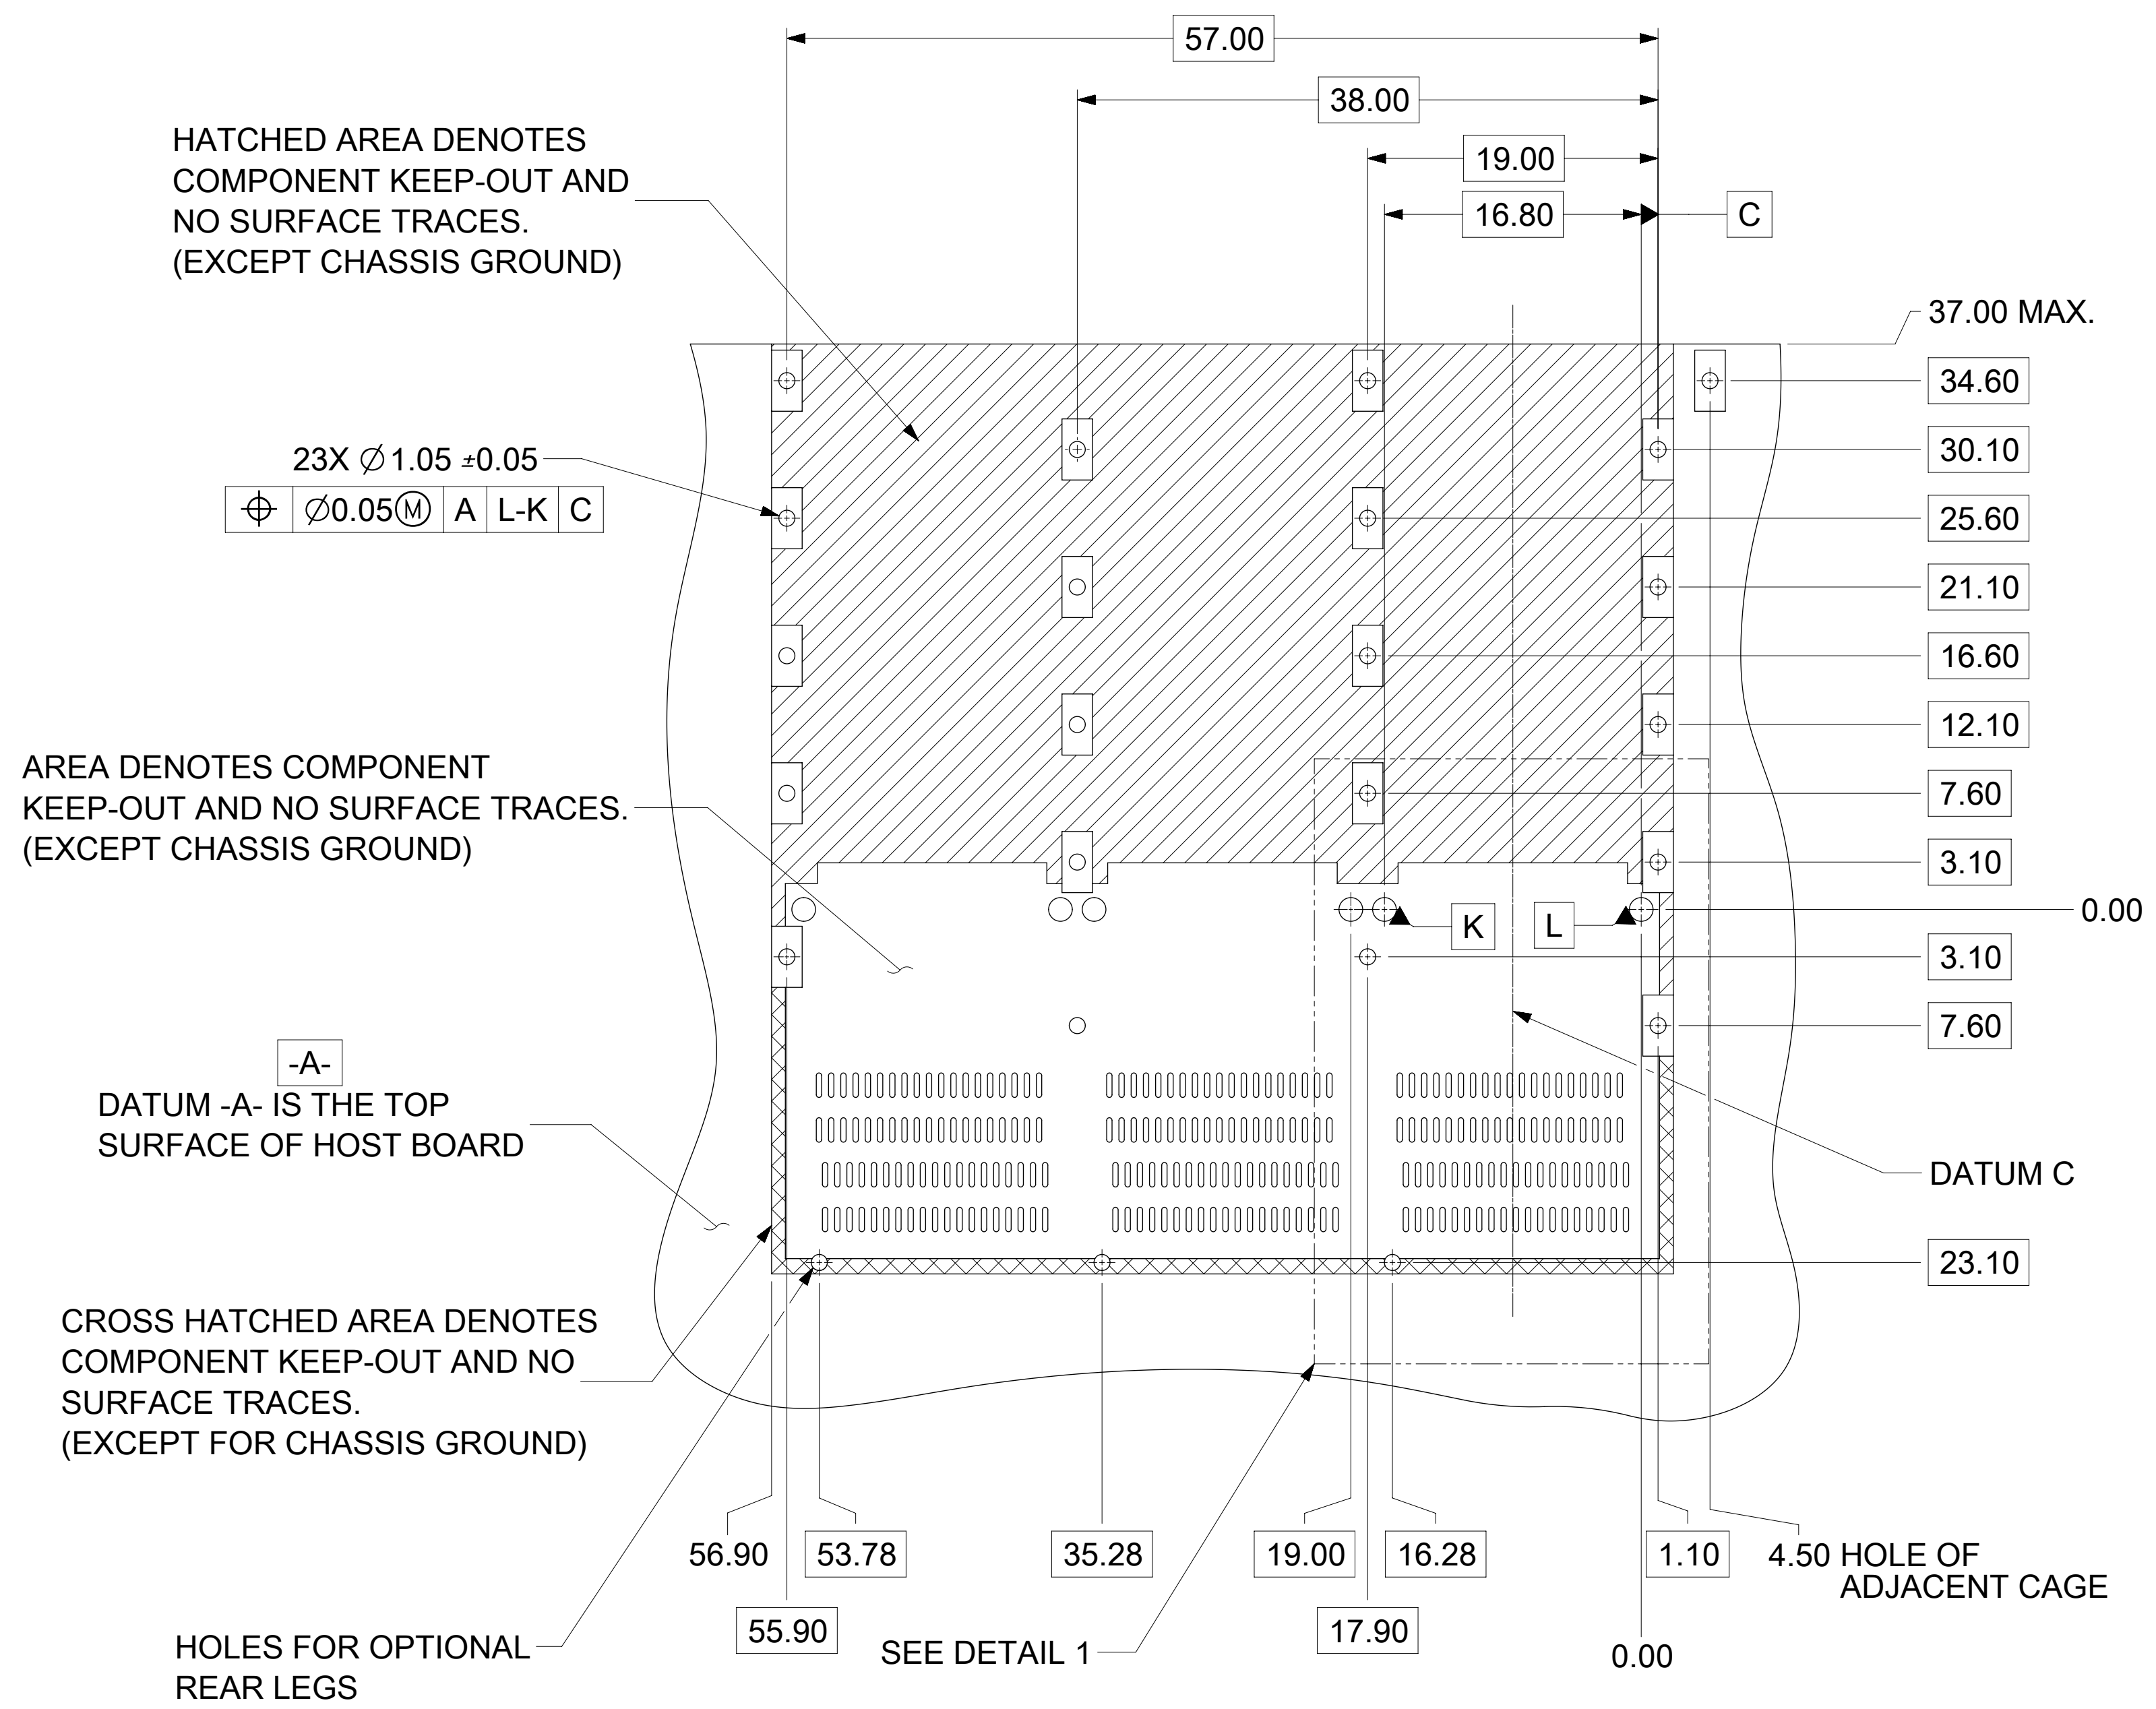 57.00
38.00
19.00
16.80
C
HATCHED AREA DENOTES
COMPONENT KEEP-OUT AND
NO SURFACE TRACES.
(EXCEPT CHASSIS GROUND)
37.00 MAX.
34.60
30.10
25.60
21.10
16.60
12.10
7.60
3.10
0.00
3.10
7.60
23X ⌀1.05 ±0.05
⌖ ⌀0.05Ⓜ A L-K C
AREA DENOTES COMPONENT
KEEP-OUT AND NO SURFACE TRACES.
(EXCEPT CHASSIS GROUND)
K
L
-A-
DATUM -A- IS THE TOP
SURFACE OF HOST BOARD
DATUM C
23.10
CROSS HATCHED AREA DENOTES
COMPONENT KEEP-OUT AND NO
SURFACE TRACES.
(EXCEPT FOR CHASSIS GROUND)
56.90
53.78
35.28
19.00
16.28
1.10
4.50 HOLE OF
ADJACENT CAGE
55.90
17.90
0.00
HOLES FOR OPTIONAL
REAR LEGS
SEE DETAIL 1